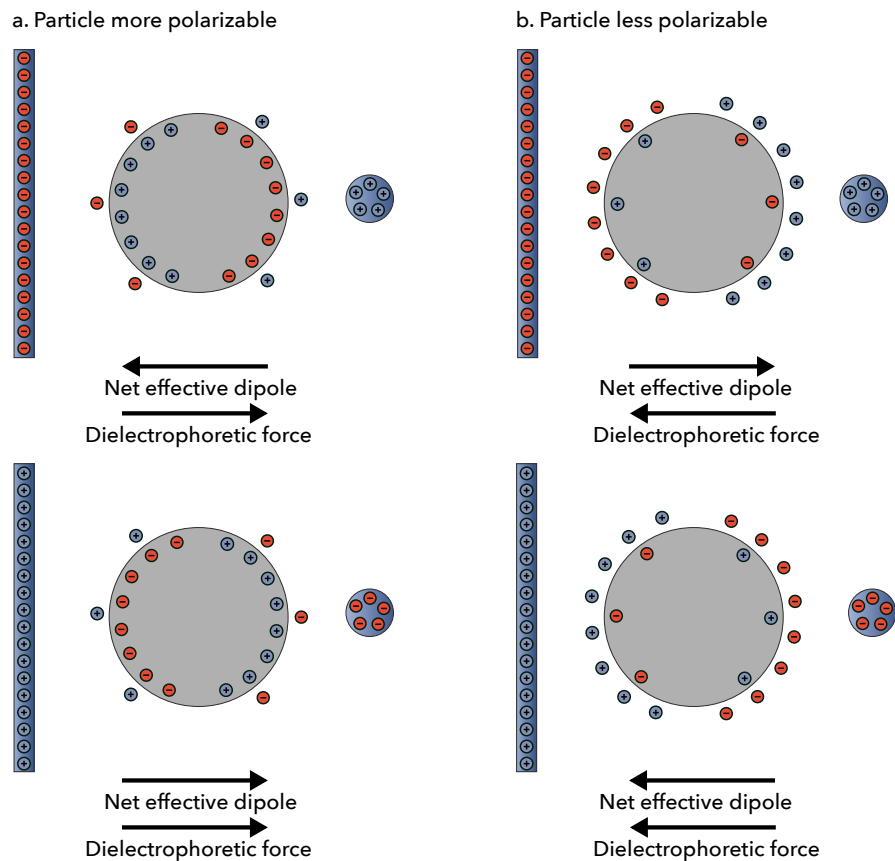 a. Particle more polarizable
b. Particle less polarizable
Net effective dipole
Dielectrophoretic force
Net effective dipole
Dielectrophoretic force
Net effective dipole
Dielectrophoretic force
Net effective dipole
Dielectrophoretic force